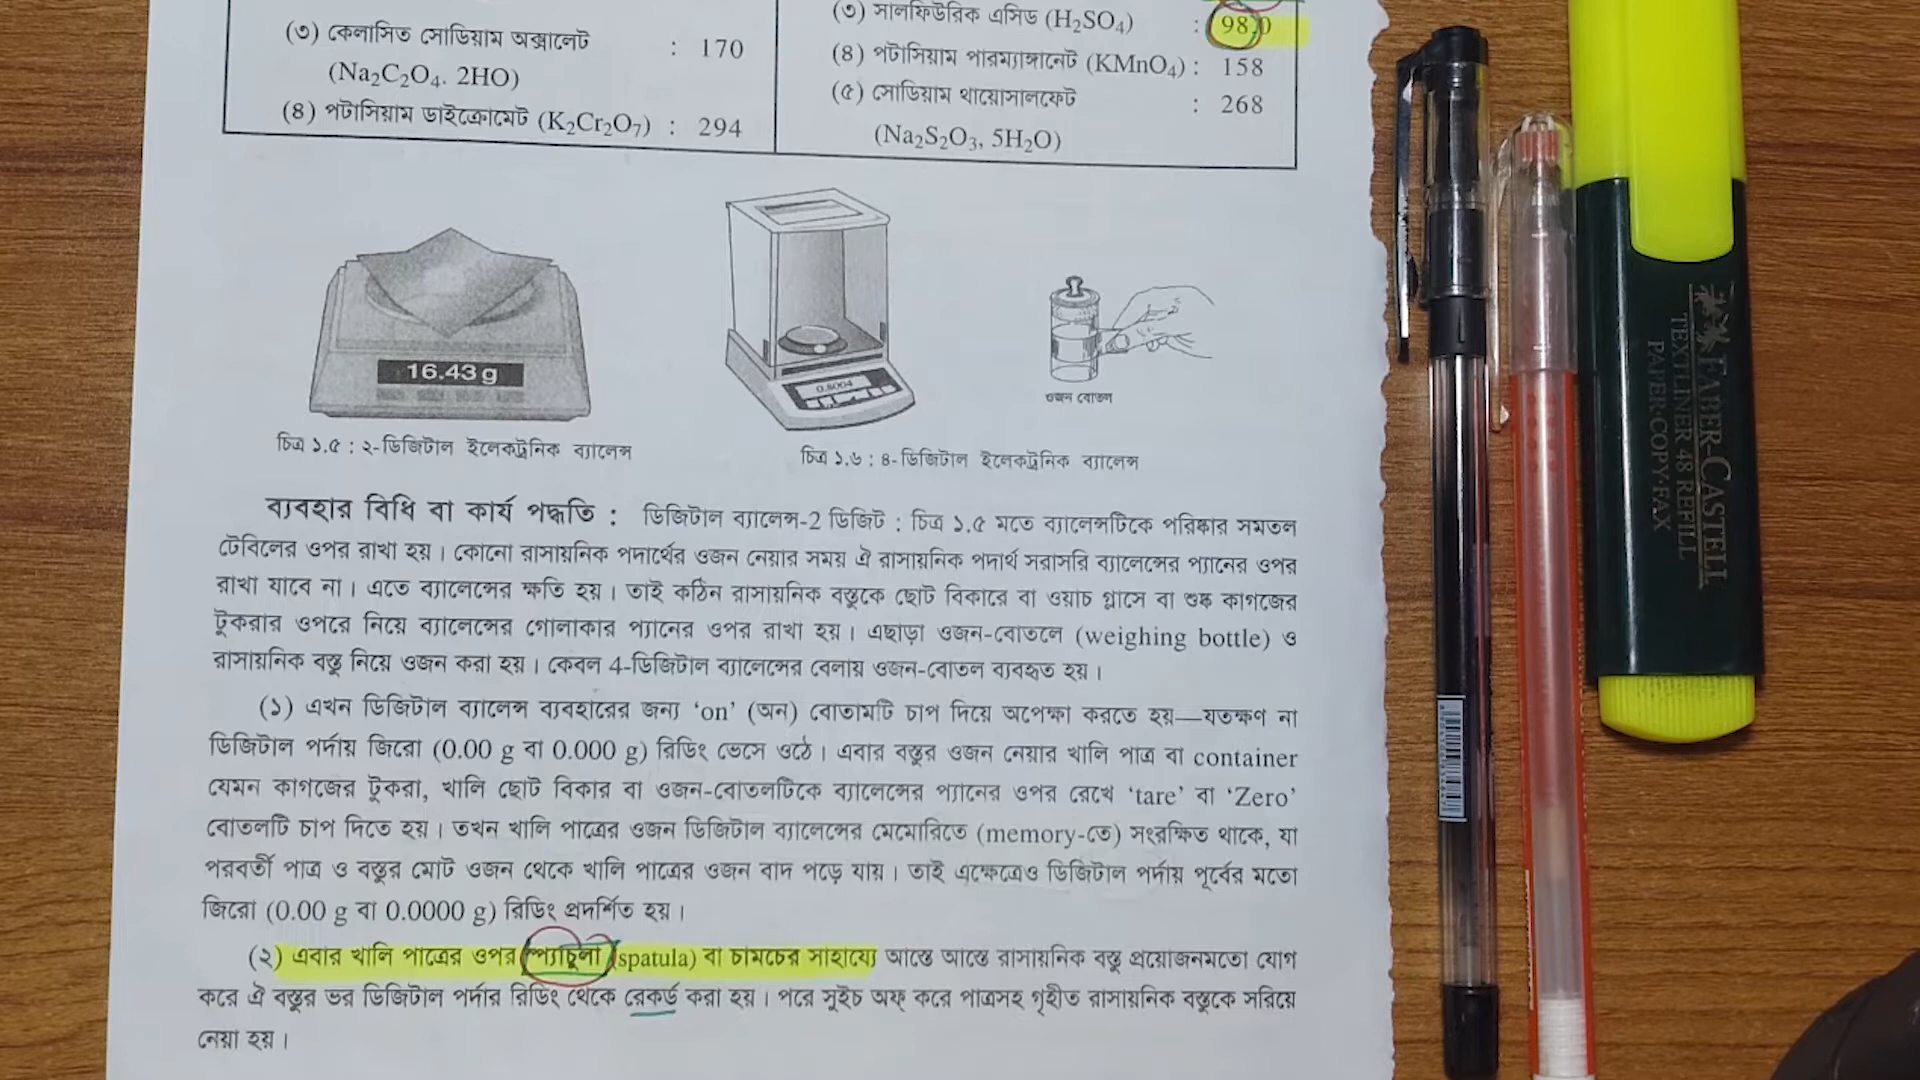 (৩) কেলাসিত সোডিয়াম অক্সালেট : 170
(Na₂C₂O₄. 2HO)
(৪) পটাসিয়াম ডাইক্রোমেট (K₂Cr₂O₇) : 294
(৩) সালফিউরিক এসিড (H₂SO₄) : 98.0
(৪) পটাসিয়াম পারম্যাঙ্গানেট (KMnO₄) : 158
(৫) সোডিয়াম থায়োসালফেট : 268
(Na₂S₂O₃, 5H₂O)
16.43 g
0.8004
ওজন বোতল
চিত্র ১.৫ : ২-ডিজিটাল ইলেকট্রনিক ব্যালেন্স
চিত্র ১.৬ : ৪-ডিজিটাল ইলেকট্রনিক ব্যালেন্স
ব্যবহার বিধি বা কার্য পদ্ধতি : ডিজিটাল ব্যালেন্স-2 ডিজিট : চিত্র ১.৫ মতে ব্যালেন্সটিকে পরিষ্কার সমতল
টেবিলের ওপর রাখা হয়। কোনো রাসায়নিক পদার্থের ওজন নেয়ার সময় ঐ রাসায়নিক পদার্থ সরাসরি ব্যালেন্সের প্যানের ওপর
রাখা যাবে না। এতে ব্যালেন্সের ক্ষতি হয়। তাই কঠিন রাসায়নিক বস্তুকে ছোট বিকারে বা ওয়াচ গ্লাসে বা শুষ্ক কাগজের
টুকরার ওপরে নিয়ে ব্যালেন্সের গোলাকার প্যানের ওপর রাখা হয়। এছাড়া ওজন-বোতলে (weighing bottle) ও
রাসায়নিক বস্তু নিয়ে ওজন করা হয়। কেবল 4-ডিজিটাল ব্যালেন্সের বেলায় ওজন-বোতল ব্যবহৃত হয়।
(১) এখন ডিজিটাল ব্যালেন্স ব্যবহারের জন্য ‘on’ (অন) বোতামটি চাপ দিয়ে অপেক্ষা করতে হয়—যতক্ষণ না
ডিজিটাল পর্দায় জিরো (0.00 g বা 0.000 g) রিডিং ভেসে ওঠে। এবার বস্তুর ওজন নেয়ার খালি পাত্র বা container
যেমন কাগজের টুকরা, খালি ছোট বিকার বা ওজন-বোতলটিকে ব্যালেন্সের প্যানের ওপর রেখে ‘tare’ বা ‘Zero’
বোতলটি চাপ দিতে হয়। তখন খালি পাত্রের ওজন ডিজিটাল ব্যালেন্সের মেমোরিতে (memory-তে) সংরক্ষিত থাকে, যা
পরবর্তী পাত্র ও বস্তুর মোট ওজন থেকে খালি পাত্রের ওজন বাদ পড়ে যায়। তাই এক্ষেত্রেও ডিজিটাল পর্দায় পূর্বের মতো
জিরো (0.00 g বা 0.0000 g) রিডিং প্রদর্শিত হয়।
(২) এবার খালি পাত্রের ওপর প্যাচুলা (spatula) বা চামচের সাহায্যে আস্তে আস্তে রাসায়নিক বস্তু প্রয়োজনমতো যোগ
করে ঐ বস্তুর ভর ডিজিটাল পর্দার রিডিং থেকে রেকর্ড করা হয়। পরে সুইচ অফ্ করে পাত্রসহ গৃহীত রাসায়নিক বস্তুকে সরিয়ে
নেয়া হয়।
FABER-CASTELL
TEXTLINER 48 REFILL
PAPER·COPY·FAX